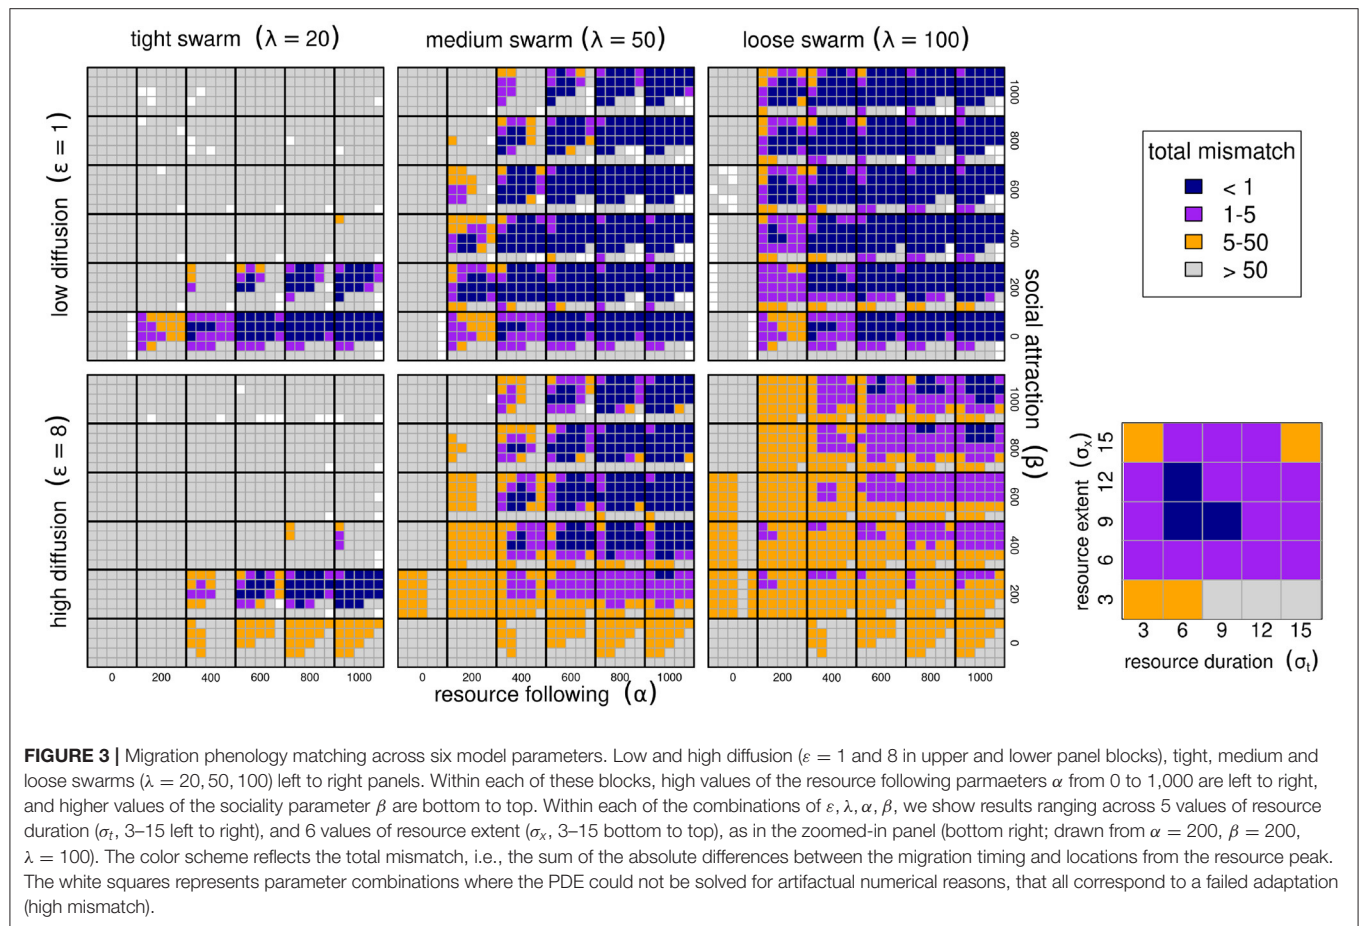 tight swarm (λ = 20)
medium swarm (λ = 50)
loose swarm (λ = 100)
low diffusion (ε = 1)
high diffusion (ε = 8)
1000
800
600
400
200
0
1000
800
600
400
200
0
social attraction (β)
0 200 400 600 800 1000
0 200 400 600 800 1000
0 200 400 600 800 1000
resource following (α)
total mismatch
< 1
1-5
5-50
> 50
resource extent (σx)
15
12
9
6
3
3 6 9 12 15
resource duration (σt)
FIGURE 3 | Migration phenology matching across six model parameters. Low and high diffusion (ε = 1 and 8 in upper and lower panel blocks), tight, medium and
loose swarms (λ = 20, 50, 100) left to right panels. Within each of these blocks, high values of the resource following parmaeters α from 0 to 1,000 are left to right,
and higher values of the sociality parameter β are bottom to top. Within each of the combinations of ε, λ, α, β, we show results ranging across 5 values of resource
duration (σt, 3–15 left to right), and 6 values of resource extent (σx, 3–15 bottom to top), as in the zoomed-in panel (bottom right; drawn from α = 200, β = 200,
λ = 100). The color scheme reflects the total mismatch, i.e., the sum of the absolute differences between the migration timing and locations from the resource peak.
The white squares represents parameter combinations where the PDE could not be solved for artifactual numerical reasons, that all correspond to a failed adaptation
(high mismatch).